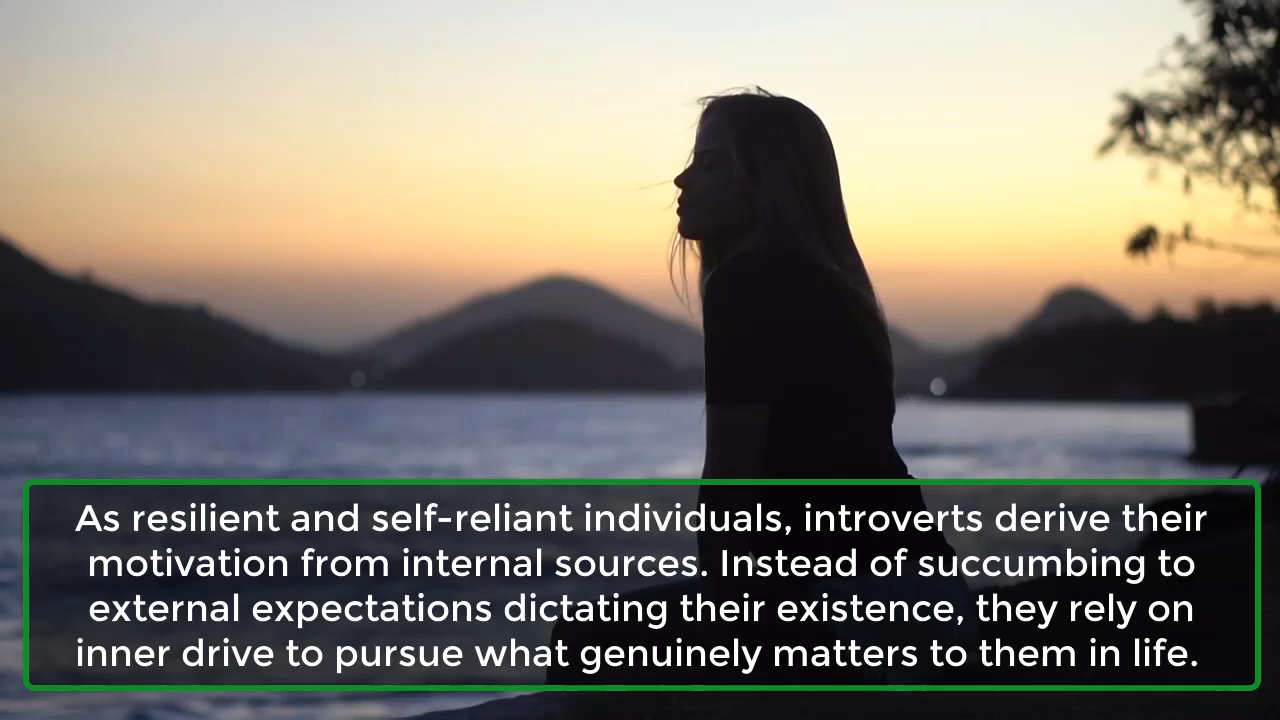 As resilient and self-reliant individuals, introverts derive their
motivation from internal sources. Instead of succumbing to
external expectations dictating their existence, they rely on
inner drive to pursue what genuinely matters to them in life.